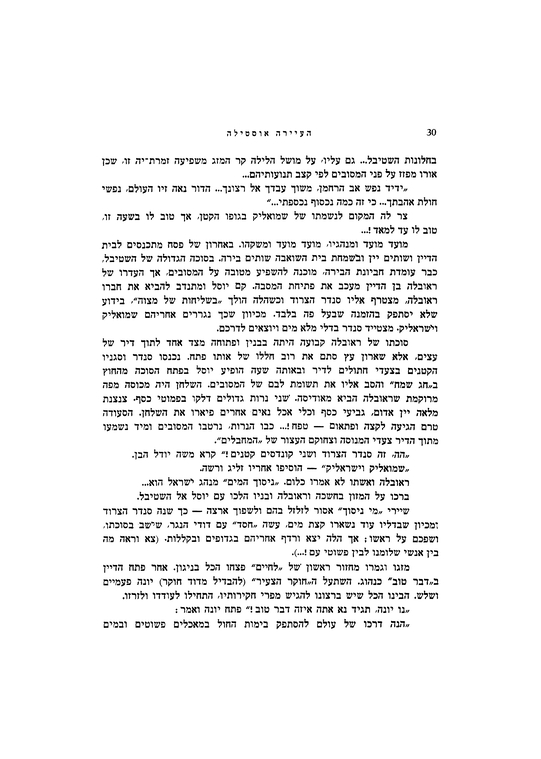 30 העיירה אוסטילה
בחלונות השטיבל... גם עליו, על מושל הלילה קר המזג משפיעה זמרת־יה זו, שכן
אורו מפזז על פני המסובים לפי קצב תנועותיהם...
„ידיד נפש אב הרחמן, משוך עבדך אל רצונך... הדור נאה זיו העולם, נפשי
חולת אהבתך... כי זה כמה נכסוף נכספתי..."
צר לה המקום לנשמתו של שמואליק בגופו הקטן, אך טוב לו בשעה זו,
טוב לו עד למאד !...
מועד מועד ומנהגיו, מועד מועד ומשקהו. באחרון של פסח מתכנסים לבית
הדיין ושותים יין ובשמחת בית השואבה שותים בירה. בסוכה הגדולה של השטיבל,
כבר עומדת חביונת הבירה, מוכנה להשפיע מטובה על המסובים, אך העדרו של
ראובלה בן הדיין מעכב את פתיחת המסבה. קם יוסל ומתנדב להביא את חברו
ראובלה, מצטרף אליו סנדר הצרוד וכשהלה הולך „בשליחות של מצוה", בידוע
שלא יסתפק בהזמנה שבעל פה בלבד. מכיוון שכך נגררים אחריהם שמואליק
וישראליק, מצטייד סנדר בדלי מלא מים ויוצאים לדרכם.
סוכתו של ראובלה קבועה היתה בבנין ופתוחה מצד אחד לתוך דיר של
עצים, אלא שארון עץ סתם את רוב חללו של אותו פתח. נכנסו סנדר וסגניו
הקטנים בצעדי חתולים לדיר ובאותה שעה הופיע יוסל בפתח הסוכה מהחוץ
ב„חג שמח" והסב אליו את תשומת לבם של המסובים. השלחן היה מכוסה מפה
מרוקמת שראובלה הביא מאודיסה. שני נרות גדולים דלקו בפמוטי כסף. צנצנת
מלאה יין אדום, גביעי כסף וכלי אכל נאים אחרים פיארו את השלחן. הסעודה
טרם הגיעה לקצה ופתאום — טפח !... כבו הנרות, נרטבו המסובים ומיד נשמעו
מתוך הדיר צעדי המנוסה וצחוקם העצור של „המחבלים".
„הה, זה סנדר הצרוד ושני קונדסים קטנים !" קרא משה יודל הבן.
„שמואליק וישראליק" — הוסיפו אחריו זליג ורשה.
ראובלה ואשתו לא אמרו כלום. „ניסוך המים" מנהג ישראל הוא...
ברכו על המזון בחשכה וראובלה ובניו הלכו עם יוסל אל השטיבל.
שיירי „מי ניסוך" אסור לזלזל בהם ולשפוך ארצה — כך שנה סנדר הצרוד
ומכיון שבדליו עוד נשארו קצת מים, עשה „חסד" עם דודי הנגר, שישב בסוכתו,
ושפכם על ראשו ; אך הלה יצא ורדף אחריהם בגדופים ובקללות. (צא וראה מה
בין אנשי שלומנו לבין פשוטי עם !...).
מזגו וגמרו מחזור ראשון של „לחיים" פצחו הכל בניגון. אחר פתח הדיין
ב„דבר טוב" כנהוג. השתעל ה„חוקר הצעיר" (להבדיל מדוד חוקר) יונה פעמיים
ושלש. הבינו הכל שיש ברצונו להגיש מפרי חקירותיו, התחילו לעודדו ולזרזו.
„נו יונה, תגיד נא אתה איזה דבר טוב !" פתח יונה ואמר :
„הנה דרכו של עולם להסתפק בימות החול במאכלים פשוטים ובמים